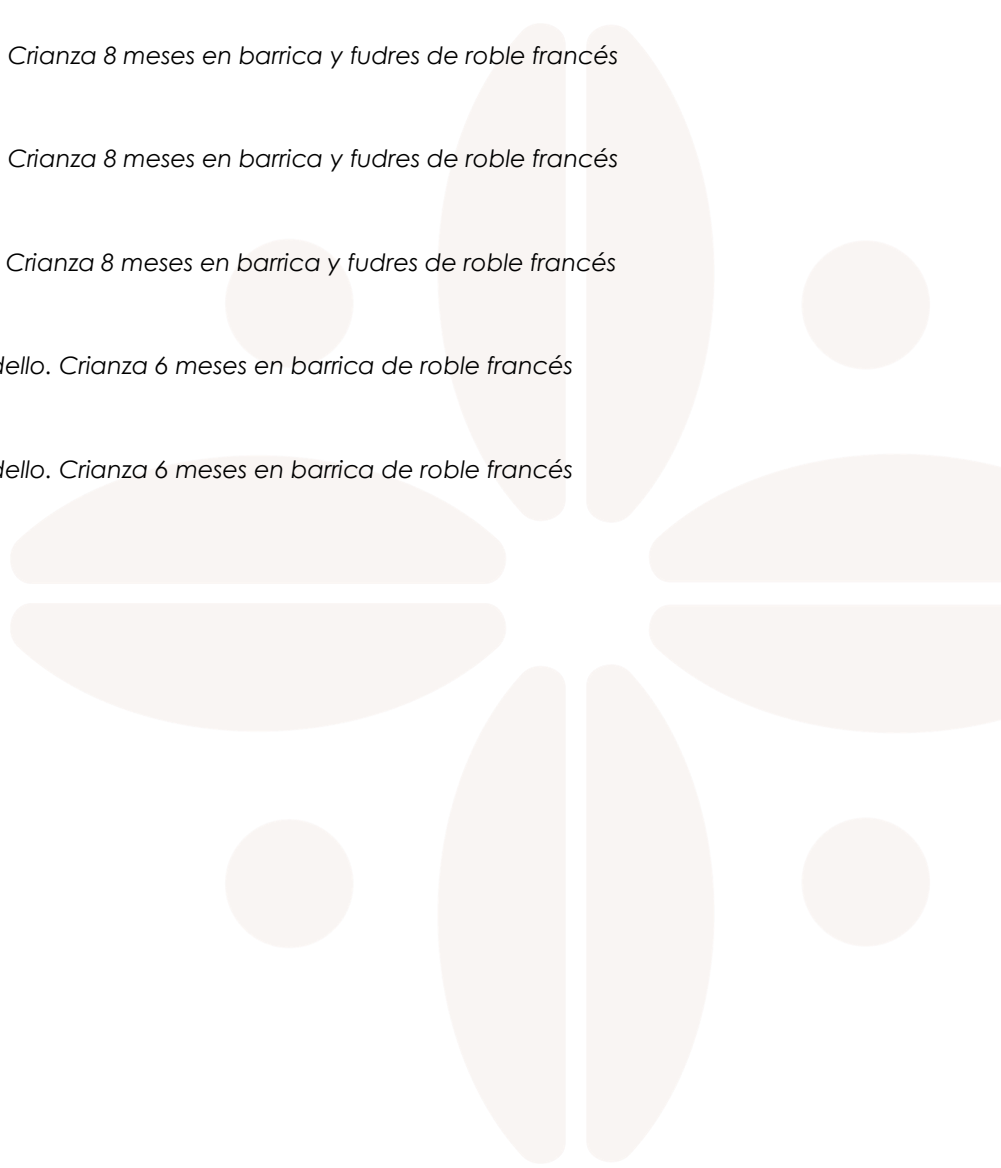 Crianza 8 meses en barrica y fudres de roble francés
Crianza 8 meses en barrica y fudres de roble francés
Crianza 8 meses en barrica y fudres de roble francés
dello. Crianza 6 meses en barrica de roble francés
dello. Crianza 6 meses en barrica de roble francés